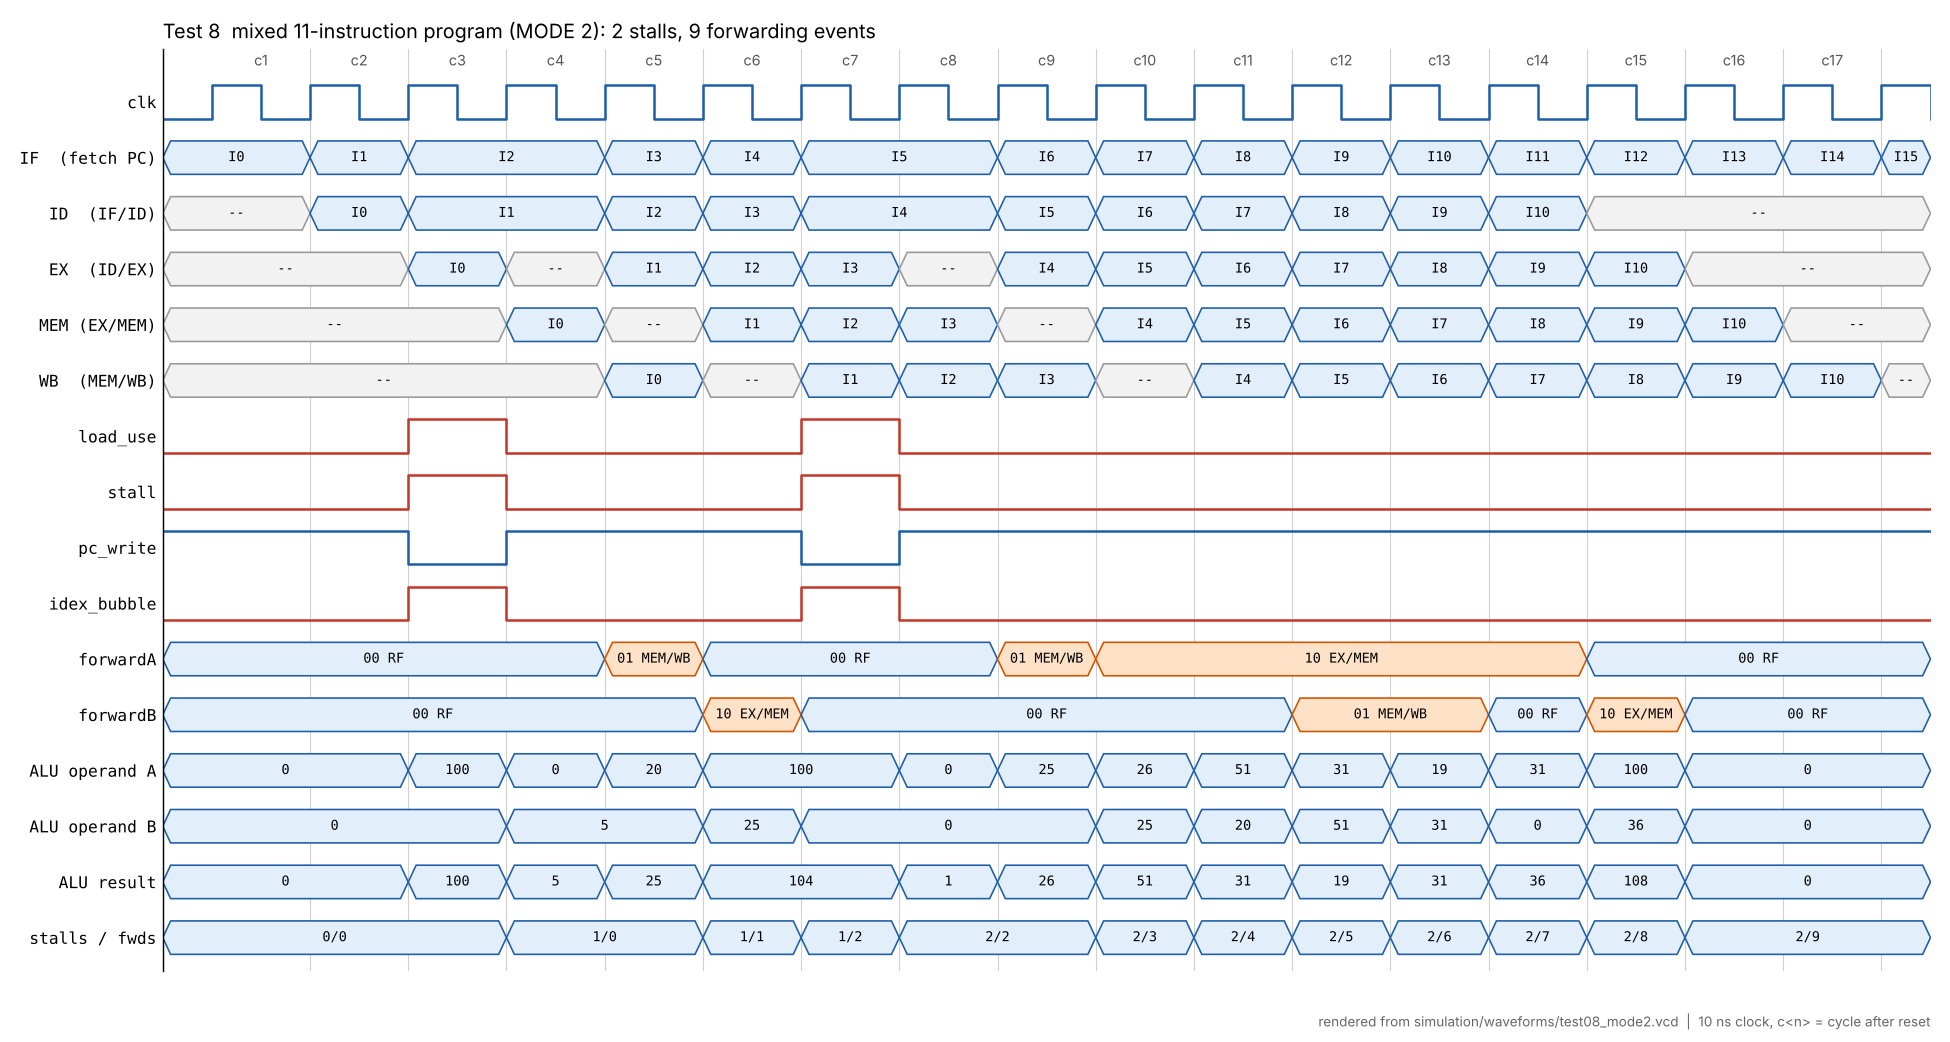 Test 8  mixed 11-instruction program (MODE 2): 2 stalls, 9 forwarding events
c1 c2 c3 c4 c5 c6 c7 c8 c9 c10 c11 c12 c13 c14 c15 c16 c17
clk
IF  (fetch PC) I0 I1 I2 I3 I4 I5 I6 I7 I8 I9 I10 I11 I12 I13 I14 I15
ID  (IF/ID) -- I0 I1 I2 I3 I4 I5 I6 I7 I8 I9 I10 --
EX  (ID/EX) -- I0 -- I1 I2 I3 -- I4 I5 I6 I7 I8 I9 I10 --
MEM (EX/MEM) -- I0 -- I1 I2 I3 -- I4 I5 I6 I7 I8 I9 I10 --
WB  (MEM/WB) -- I0 -- I1 I2 I3 -- I4 I5 I6 I7 I8 I9 I10 --
load_use
stall
pc_write
idex_bubble
forwardA 00 RF 01 MEM/WB 00 RF 01 MEM/WB 10 EX/MEM 00 RF
forwardB 00 RF 10 EX/MEM 00 RF 01 MEM/WB 00 RF 10 EX/MEM 00 RF
ALU operand A 0 100 0 20 100 0 25 26 51 31 19 31 100 0
ALU operand B 0 5 25 0 25 20 51 31 0 36 0
ALU result 0 100 5 25 104 1 26 51 31 19 31 36 108 0
stalls / fwds 0/0 1/0 1/1 1/2 2/2 2/3 2/4 2/5 2/6 2/7 2/8 2/9
rendered from simulation/waveforms/test08_mode2.vcd | 10 ns clock, c<n> = cycle after reset